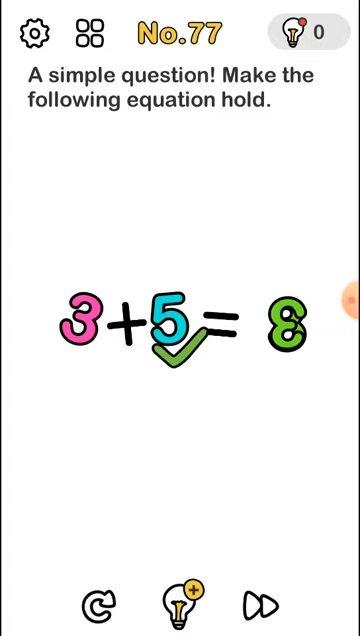 No.77
0
A simple question! Make the
following equation hold.
3+5= 8